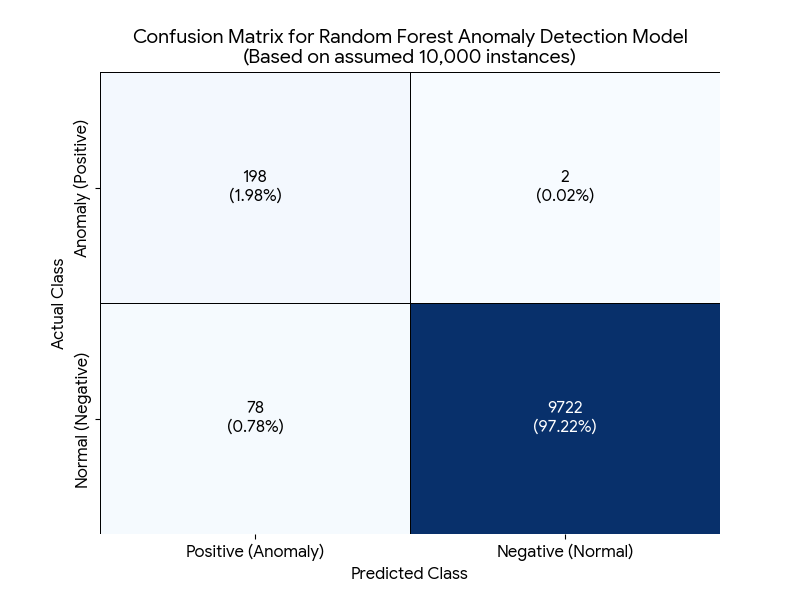 Confusion Matrix for Random Forest Anomaly Detection Model
(Based on assumed 10,000 instances)
Actual Class
Anomaly (Positive)
198
(1.98%)
2
(0.02%)
Normal (Negative)
78
(0.78%)
9722
(97.22%)
Positive (Anomaly)
Negative (Normal)
Predicted Class